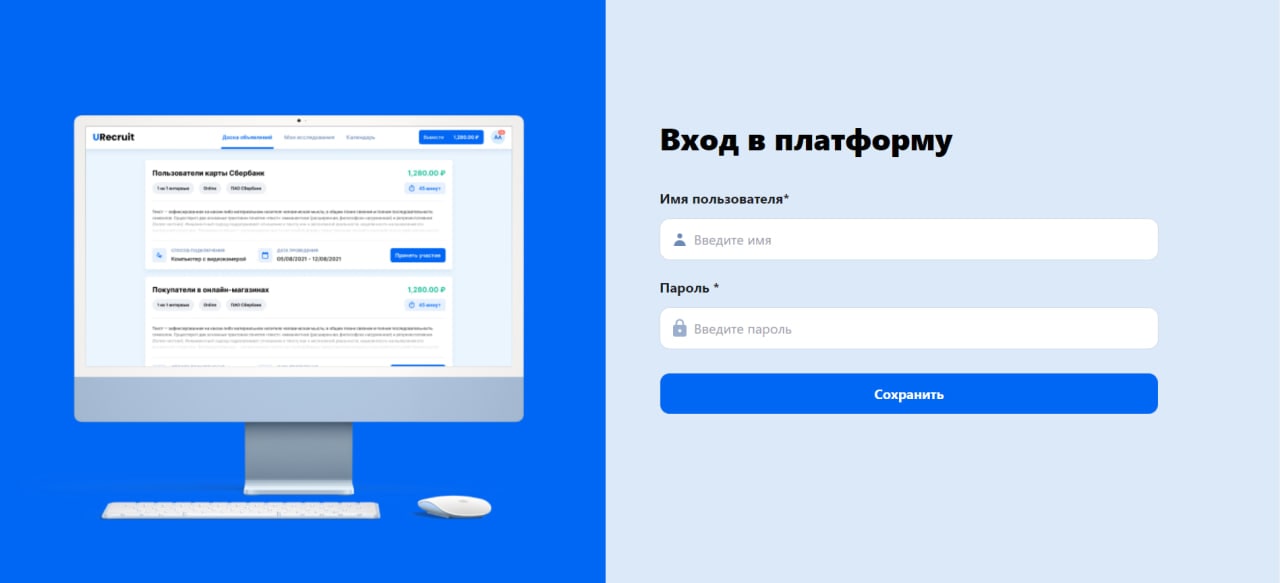 URecruit
Доска объявлений
Мои исследования
Календарь
Вывести 1,280.00 ₽
AA
Пользователи карты Сбербанк
1,280.00 ₽
1 на 1 интервью
Online
ПАО Сбербанк
45 минут
СПОСОБ ПОДКЛЮЧЕНИЯ
Компьютер с видеокамерой
ДАТА ПРОВЕДЕНИЯ
05/08/2021 - 12/08/2021
Принять участие
Покупатели в онлайн-магазинах
1,280.00 ₽
1 на 1 интервью
Online
ПАО Сбербанк
45 минут
Вход в платформу
Имя пользователя*
Введите имя
Пароль *
Введите пароль
Сохранить